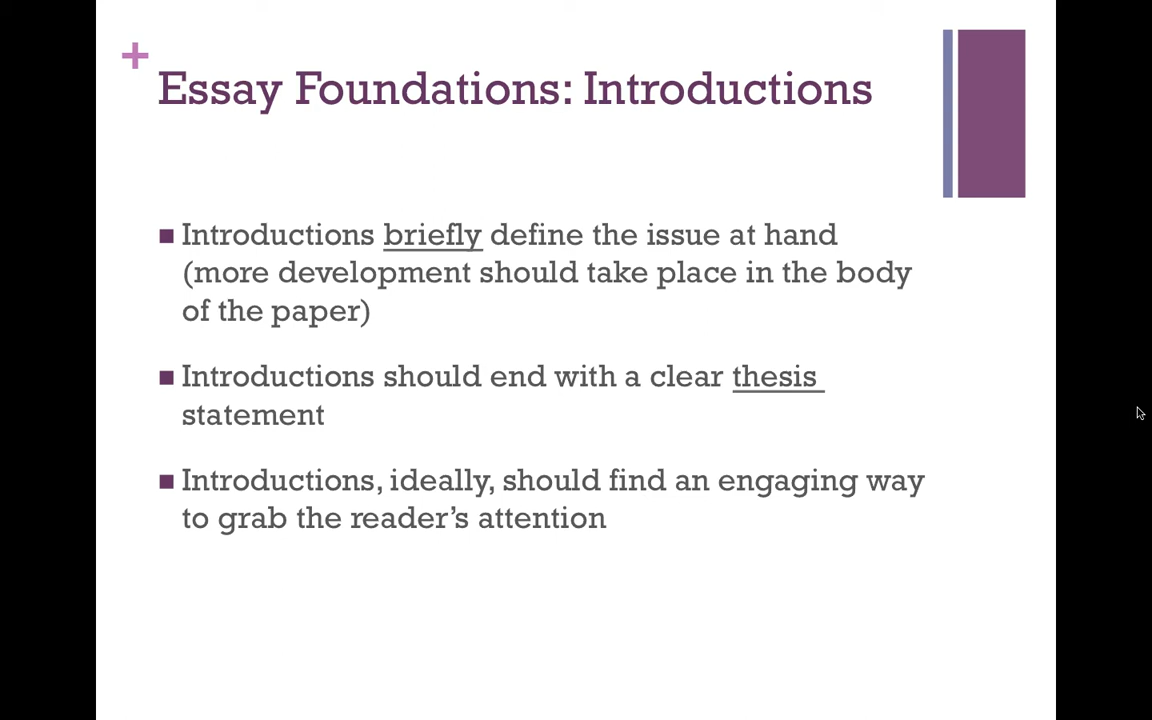 +
Essay Foundations: Introductions
■ Introductions briefly define the issue at hand
(more development should take place in the body
of the paper)
■ Introductions should end with a clear thesis
statement
■ Introductions, ideally, should find an engaging way
to grab the reader’s attention